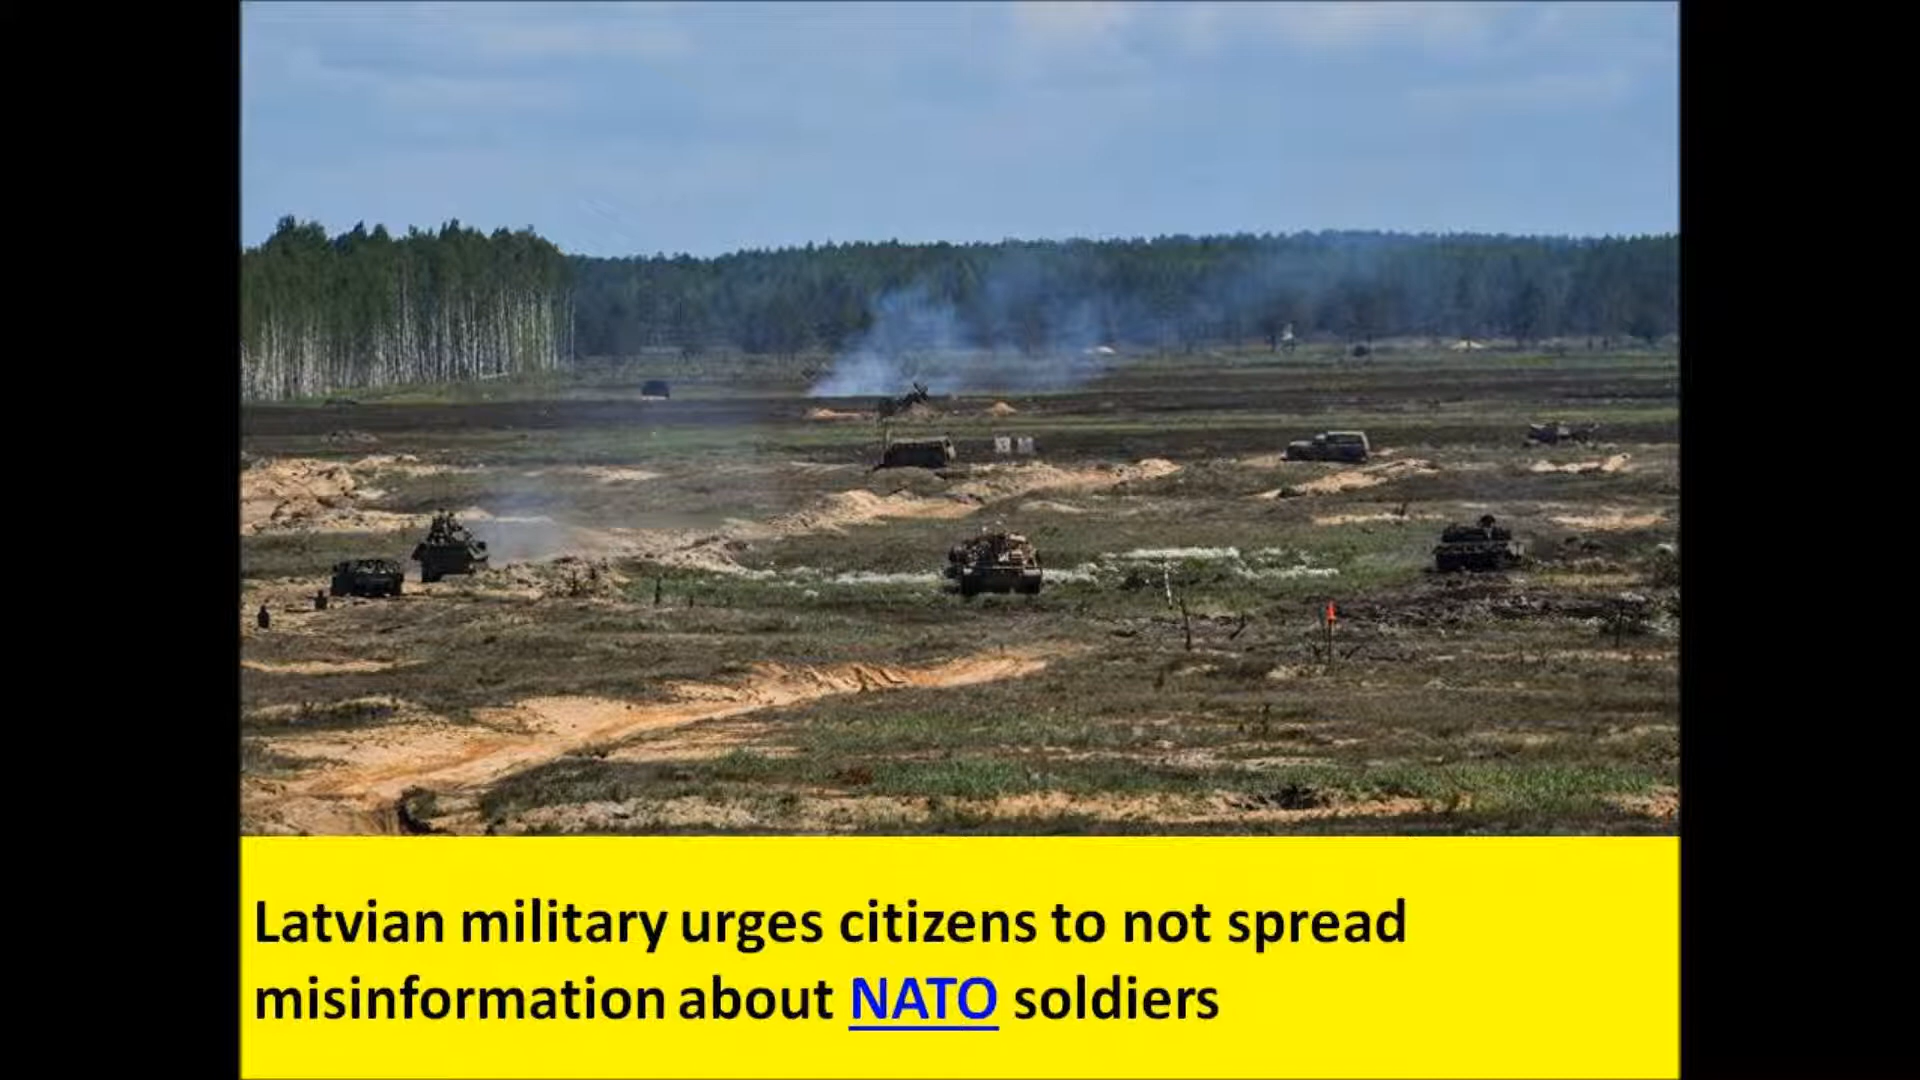 Latvian military urges citizens to not spread
misinformation about NATO soldiers